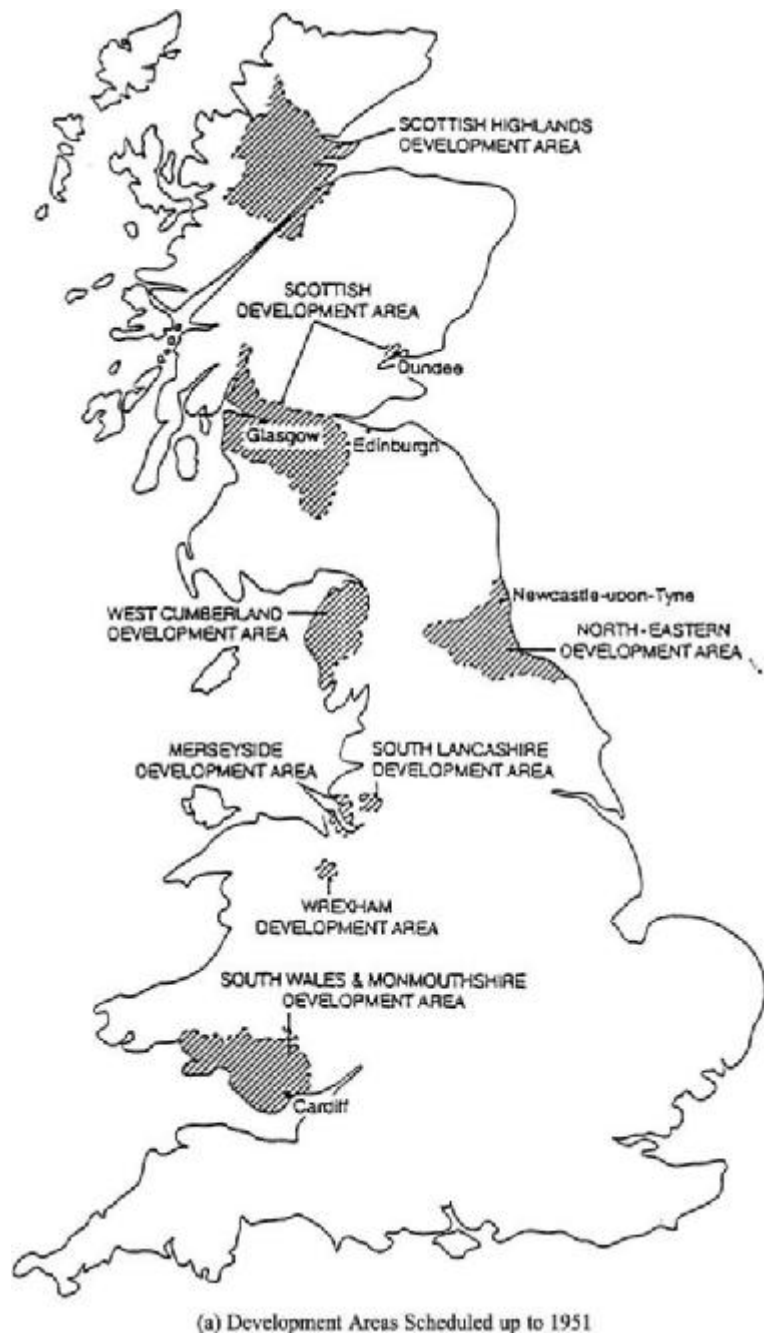 SCOTTISH HIGHLANDS
DEVELOPMENT AREA
SCOTTISH
DEVELOPMENT AREA
Dundee
Glasgow
Edinburgh
Newcastle-upon-Tyne
WEST CUMBERLAND
DEVELOPMENT AREA
NORTH-EASTERN
DEVELOPMENT AREA
MERSEYSIDE
DEVELOPMENT AREA
SOUTH LANCASHIRE
DEVELOPMENT AREA
WREXHAM
DEVELOPMENT AREA
SOUTH WALES & MONMOUTHSHIRE
DEVELOPMENT AREA
Cardiff
(a) Development Areas Scheduled up to 1951